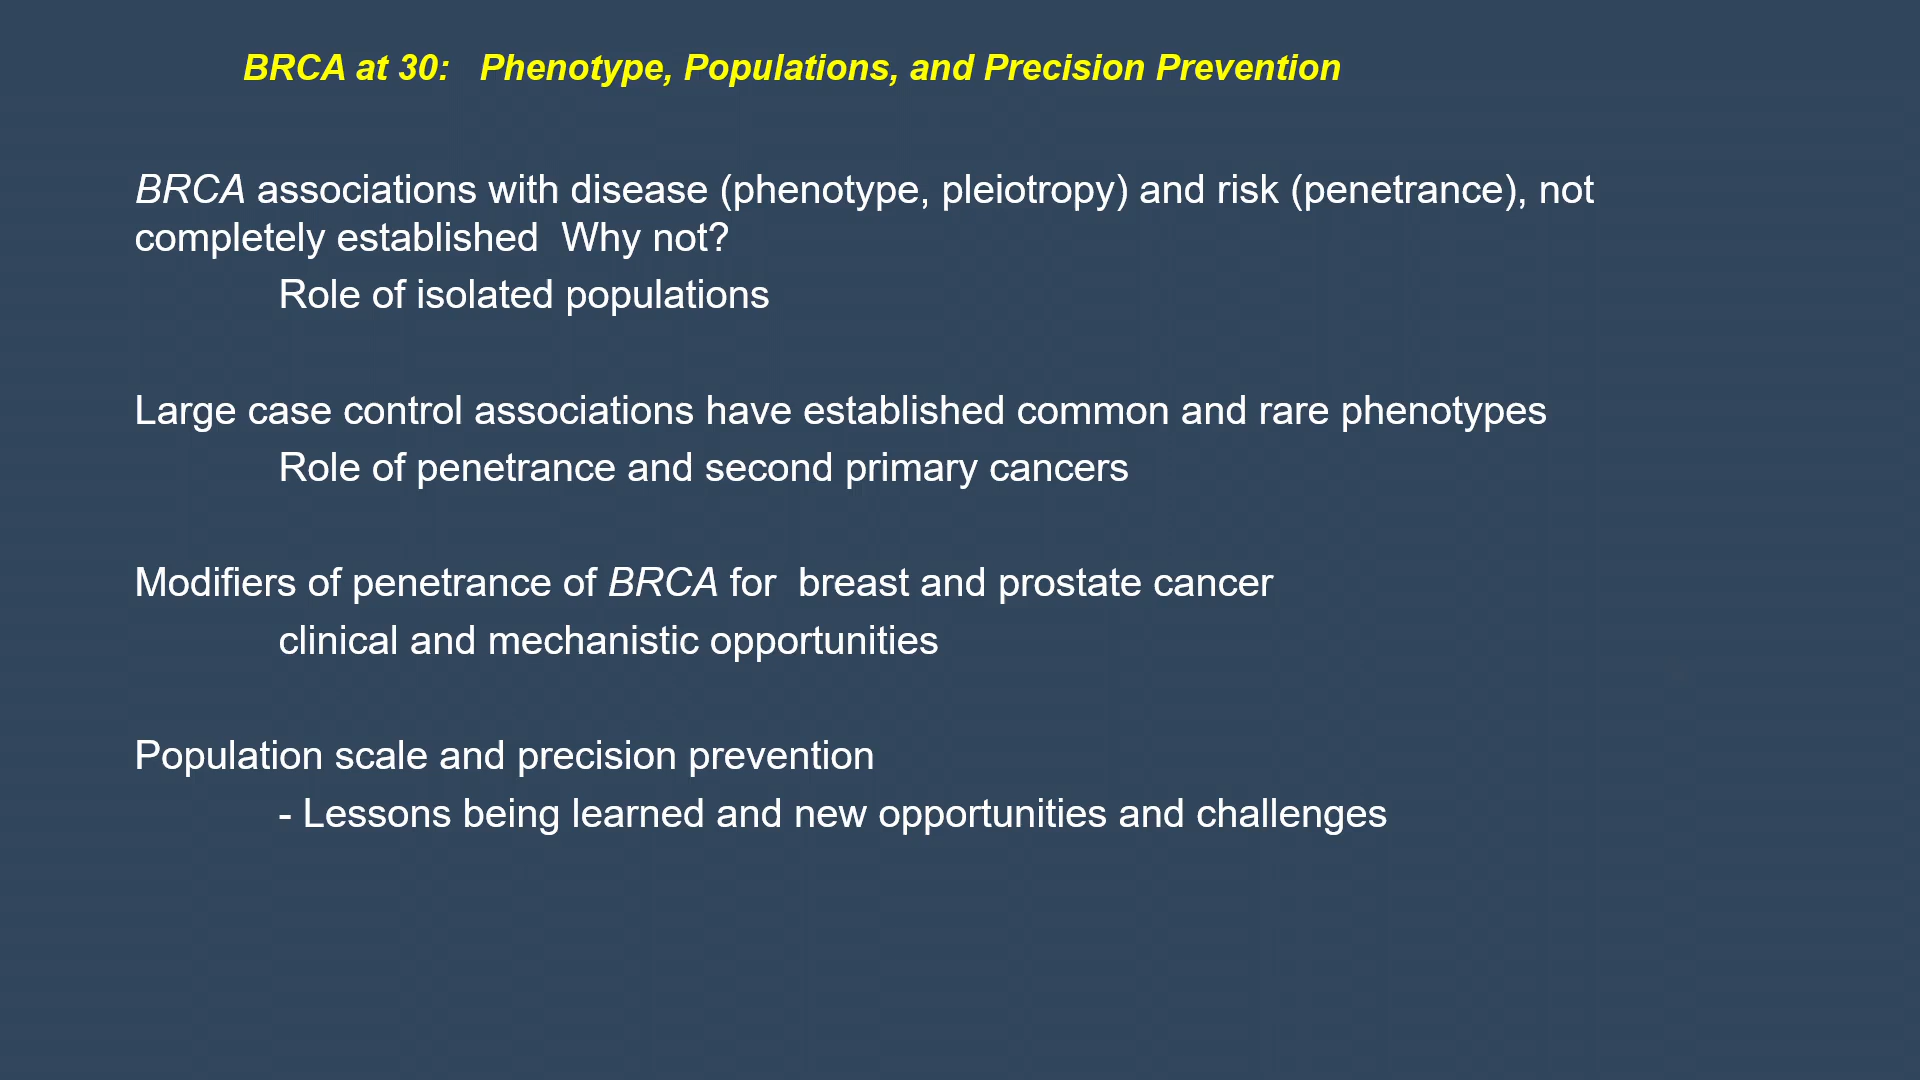 BRCA at 30: Phenotype, Populations, and Precision Prevention
BRCA associations with disease (phenotype, pleiotropy) and risk (penetrance), not
completely established Why not?
Role of isolated populations
Large case control associations have established common and rare phenotypes
Role of penetrance and second primary cancers
Modifiers of penetrance of BRCA for breast and prostate cancer
clinical and mechanistic opportunities
Population scale and precision prevention
- Lessons being learned and new opportunities and challenges